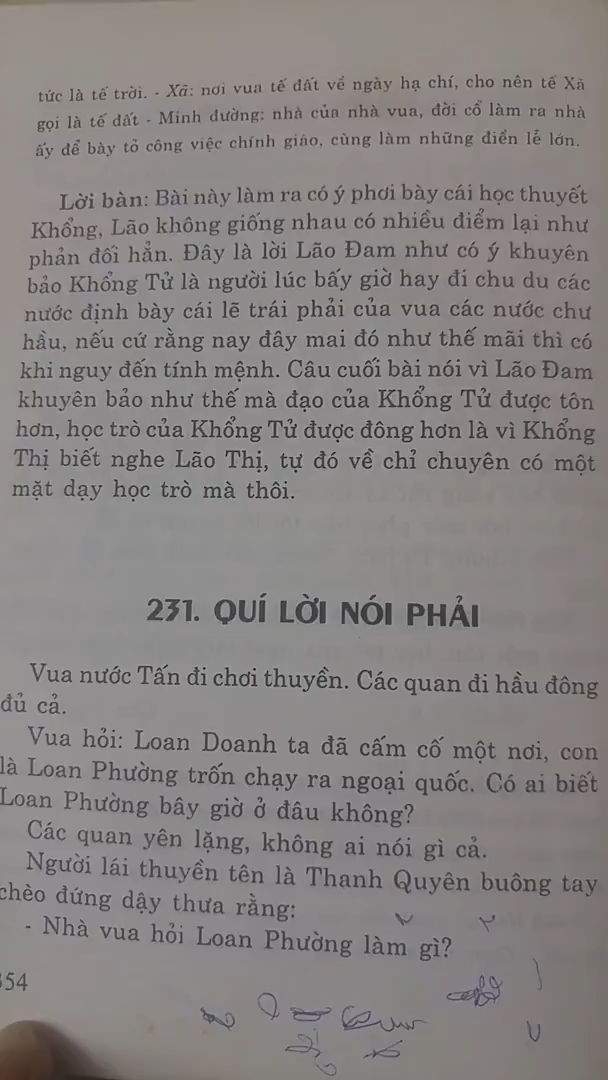 tức là tế trời. - Xã: nơi vua tế đất về ngày hạ chí, cho nên tế Xã
gọi là tế đất - Minh đường: nhà của nhà vua, đời cổ làm ra nhà
ấy để bày tỏ công việc chính giáo, cùng làm những điển lễ lớn.
Lời bàn: Bài này làm ra có ý phơi bày cái học thuyết
Khổng, Lão không giống nhau có nhiều điểm lại như
phản đối hẳn. Đây là lời Lão Đam như có ý khuyên
bảo Khổng Tử là người lúc bấy giờ hay đi chu du các
nước định bày cái lẽ trái phải của vua các nước chư
hầu, nếu cứ rằng nay đây mai đó như thế mãi thì có
khi nguy đến tính mệnh. Câu cuối bài nói vì Lão Đam
khuyên bảo như thế mà đạo của Khổng Tử được tôn
hơn, học trò của Khổng Tử được đông hơn là vì Khổng
Thị biết nghe Lão Thị, tự đó về chỉ chuyên có một
mặt dạy học trò mà thôi.
231. QUÍ LỜI NÓI PHẢI
Vua nước Tấn đi chơi thuyền. Các quan đi hầu đông
đủ cả.
Vua hỏi: Loan Doanh ta đã cấm cố một nơi, con
là Loan Phường trốn chạy ra ngoại quốc. Có ai biết
Loan Phường bây giờ ở đâu không?
Các quan yên lặng, không ai nói gì cả.
Người lái thuyền tên là Thanh Quyên buông tay
chèo đứng dậy thưa rằng:
- Nhà vua hỏi Loan Phường làm gì?
354